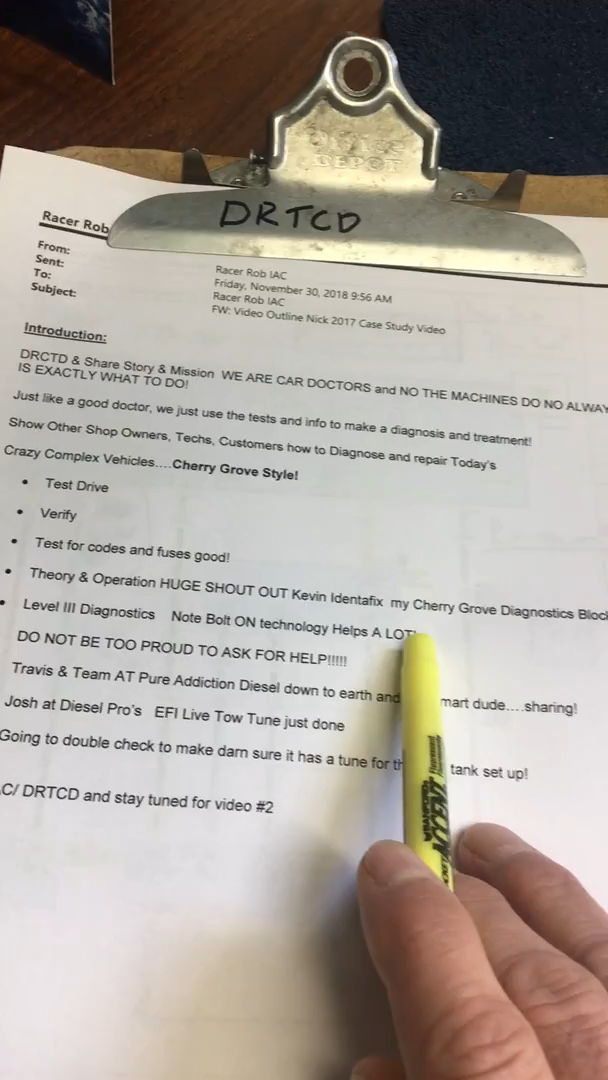 OFFICE
DEPOT
DRTCD
Racer Rob
From: Racer Rob IAC
Sent: Friday, November 30, 2018 9:56 AM
To: Racer Rob IAC
Subject: FW: Video Outline Nick 2017 Case Study Video
Introduction:
DRCTD & Share Story & Mission WE ARE CAR DOCTORS and NO THE MACHINES DO NO ALWAY
IS EXACTLY WHAT TO DO!
Just like a good doctor, we just use the tests and info to make a diagnosis and treatment!
Show Other Shop Owners, Techs, Customers how to Diagnose and repair Today's
Crazy Complex Vehicles....Cherry Grove Style!
• Test Drive
• Verify
• Test for codes and fuses good!
• Theory & Operation HUGE SHOUT OUT Kevin Identafix my Cherry Grove Diagnostics Block
• Level III Diagnostics Note Bolt ON technology Helps A LOT!
DO NOT BE TOO PROUD TO ASK FOR HELP!!!!!
Travis & Team AT Pure Addiction Diesel down to earth and mart dude....sharing!
Josh at Diesel Pro's EFI Live Tow Tune just done
Going to double check to make darn sure it has a tune for th tank set up!
C/ DRTCD and stay tuned for video #2